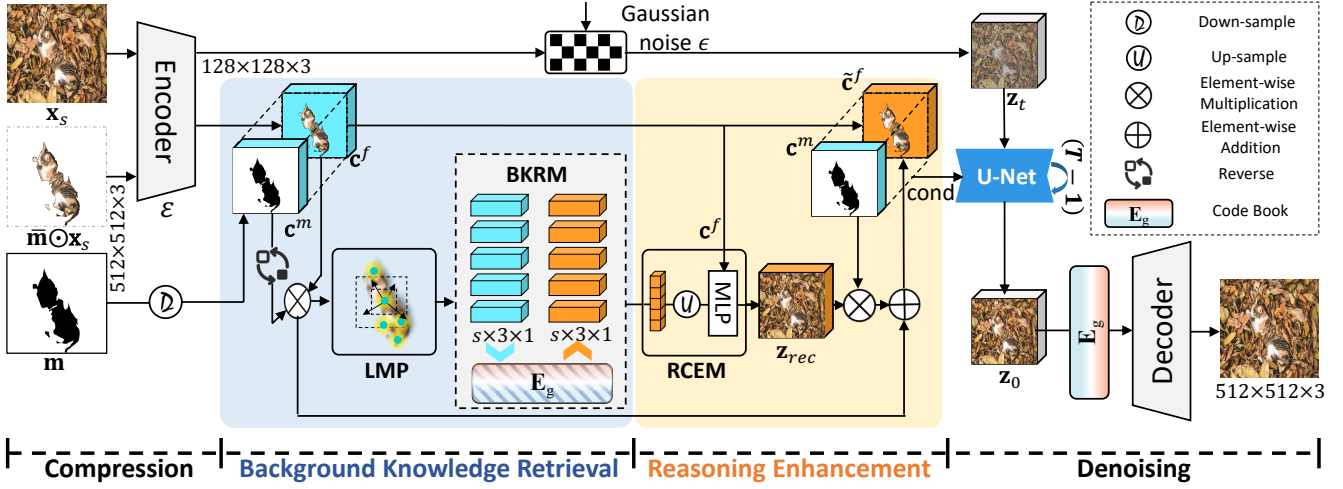 x_s
Encoder
ℰ
m̄⊙x_s
m
512×512×3
128×128×3
Gaussian
noise ϵ
c^f
c^m
LMP
BKRM
s×3×1
s×3×1
E_g
c̃^f
c^m
c^f
MLP
RCEM
z_rec
cond
z_t
U-Net
(T − 1)
z_0
E_g
Decoder
512×512×3
D
Down-sample
U
Up-sample
Element-wise
Multiplication
Element-wise
Addition
Reverse
E_g
Code Book
D
U
Compression
Background Knowledge Retrieval
Reasoning Enhancement
Denoising